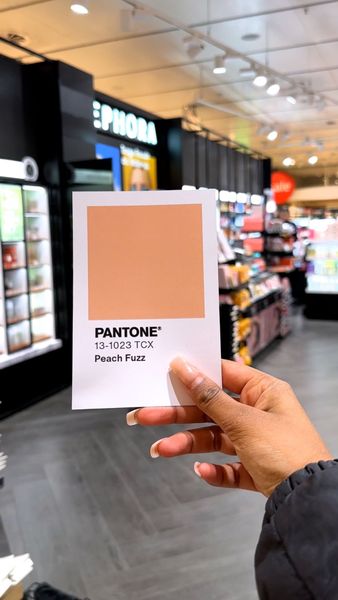 EPHORA
PANTONE®
13-1023 TCX
Peach Fuzz